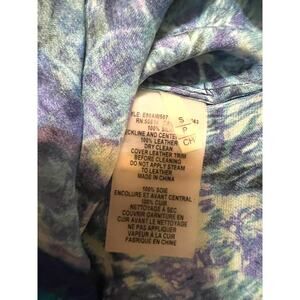 100% SILK
NECKLINE AND CENTER
100% LEATHER
DRY CLEAN
COVER LEATHER TRIM
BEFORE CLEANING
DO NOT APPLY STEAM
TO LEATHER
MADE IN CHINA
S
P
CH
100% SOIE
ENCOLURE ET AVANT CENTRAL
100% CUIR
NETTOYAGE À SEC
COUVRIR GARNITURE EN
CUIR AVANT LE NETTOYAGE
NE PAS APPLIQUER
VAPEUR À LA CUIR
FABRIQUÉ EN CHINE